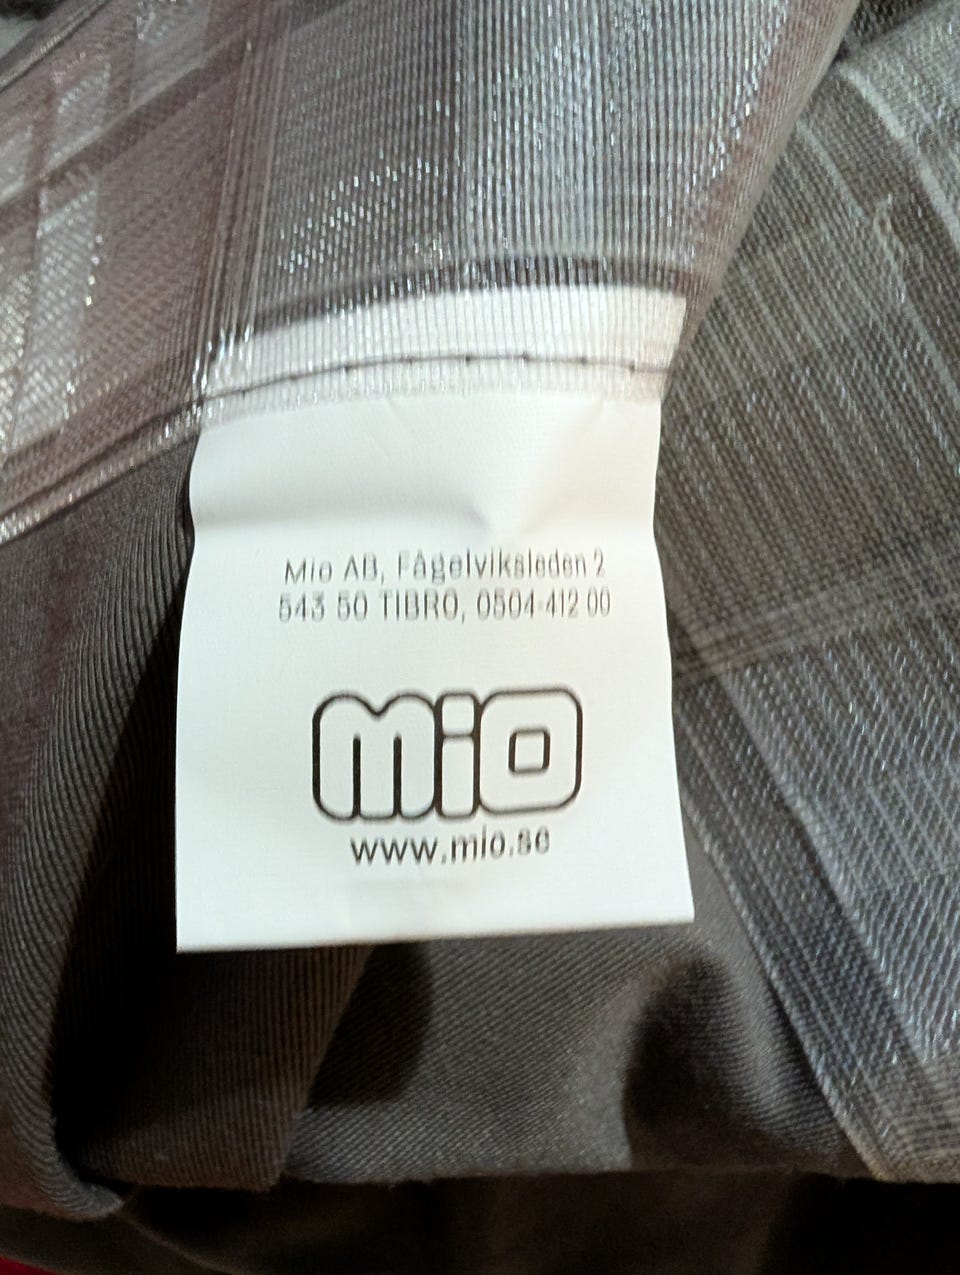 Mio AB, Fågelviksleden 2
543 50 TIBRO, 0504-412 00
mio
www.mio.se